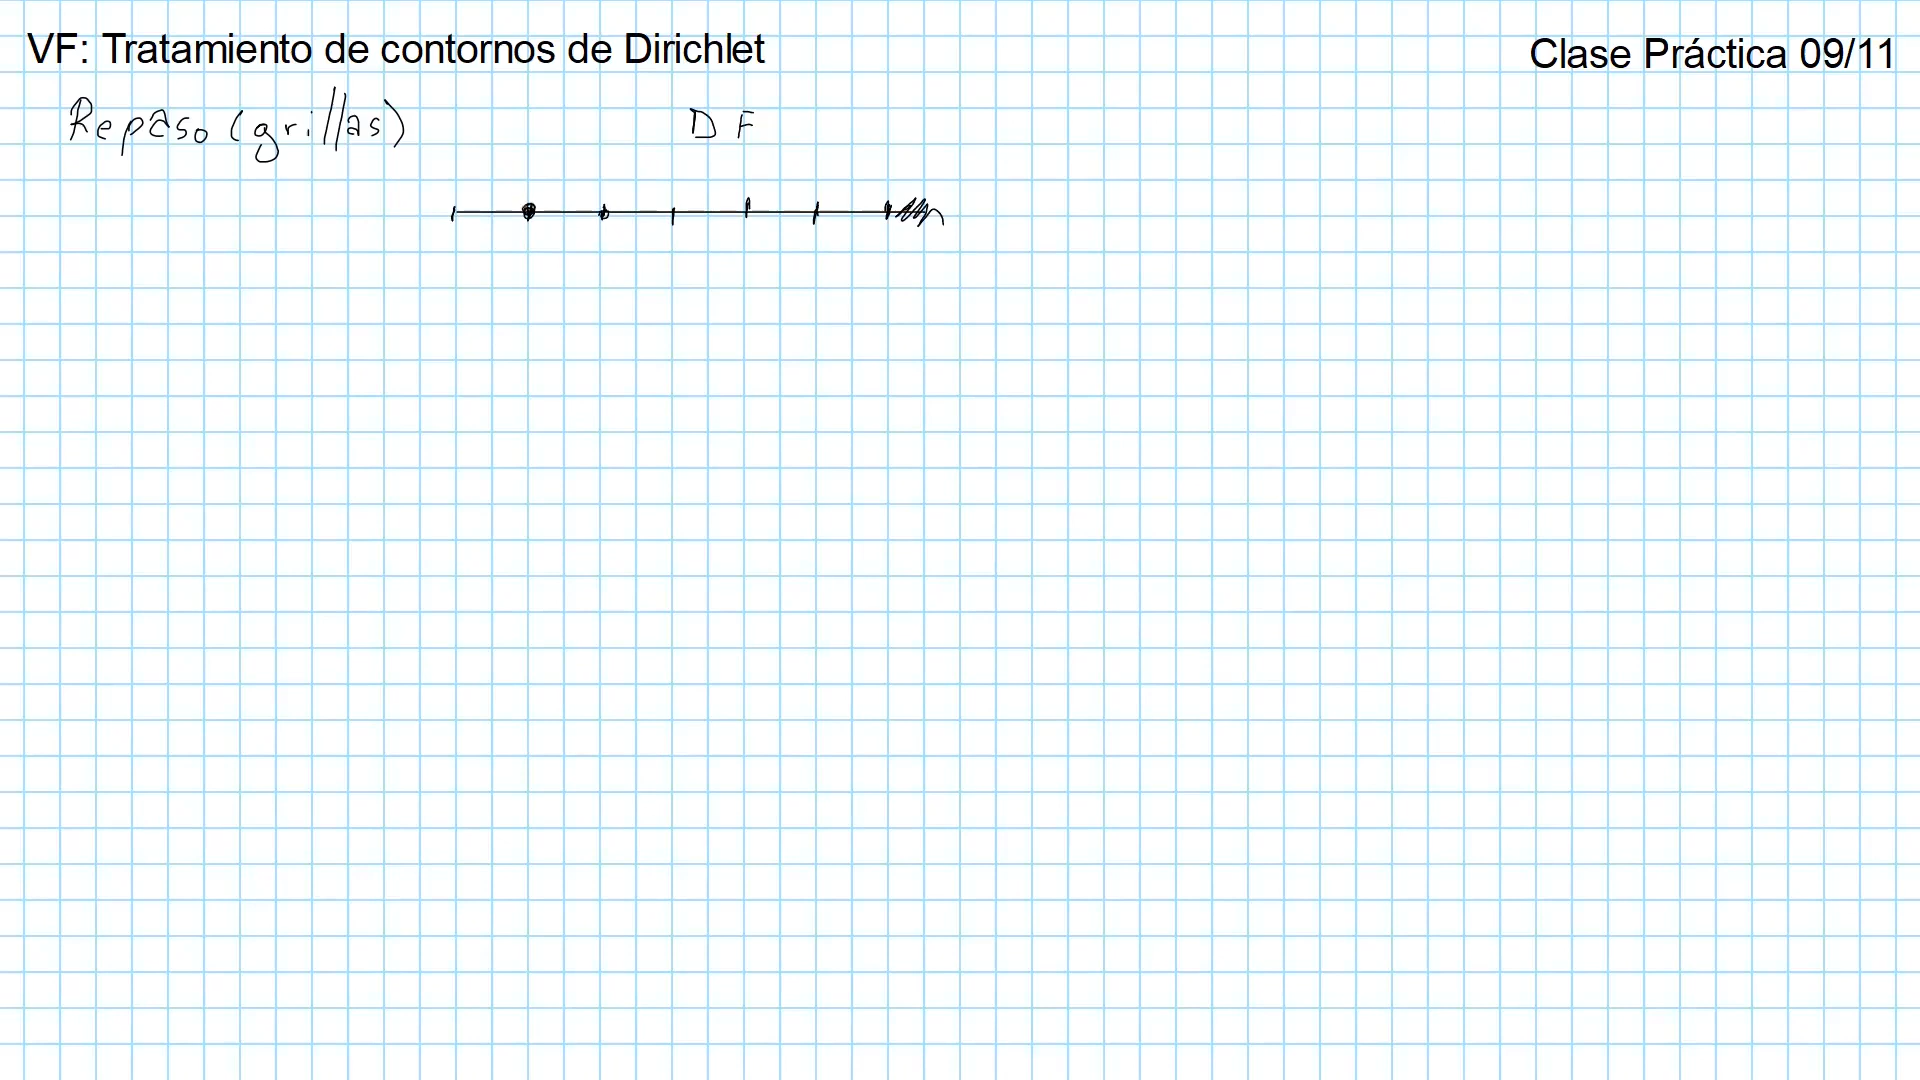 VF: Tratamiento de contornos de Dirichlet
Clase Práctica 09/11
Repaso (grillas)
DF